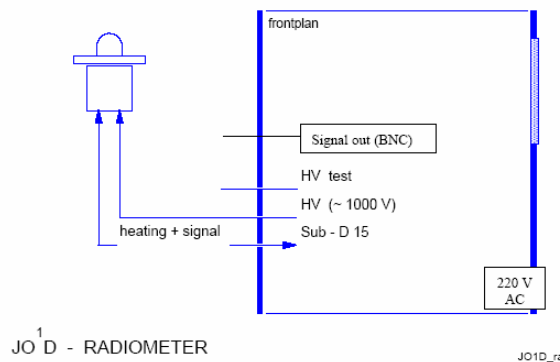 frontplan
Signal out (BNC)
HV test
HV (~ 1000 V)
heating + signal
Sub - D 15
220 V
AC
JO¹D - RADIOMETER